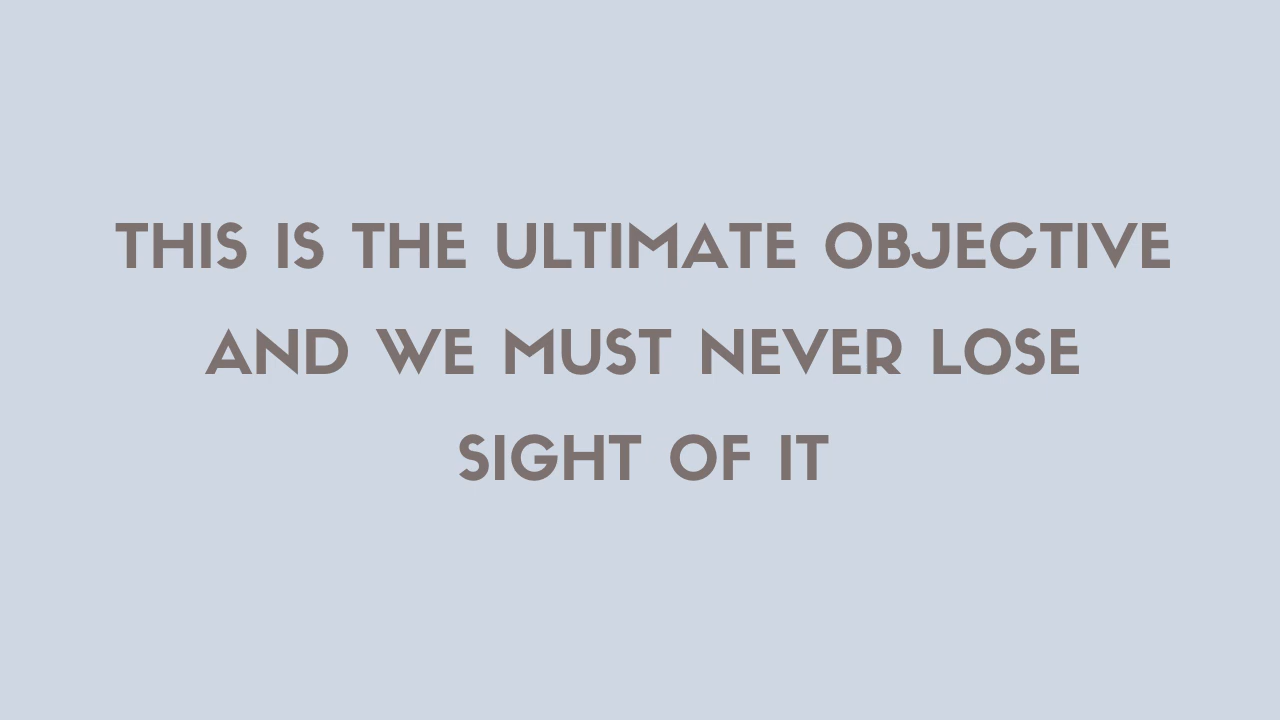 THIS IS THE ULTIMATE OBJECTIVE
AND WE MUST NEVER LOSE
SIGHT OF IT